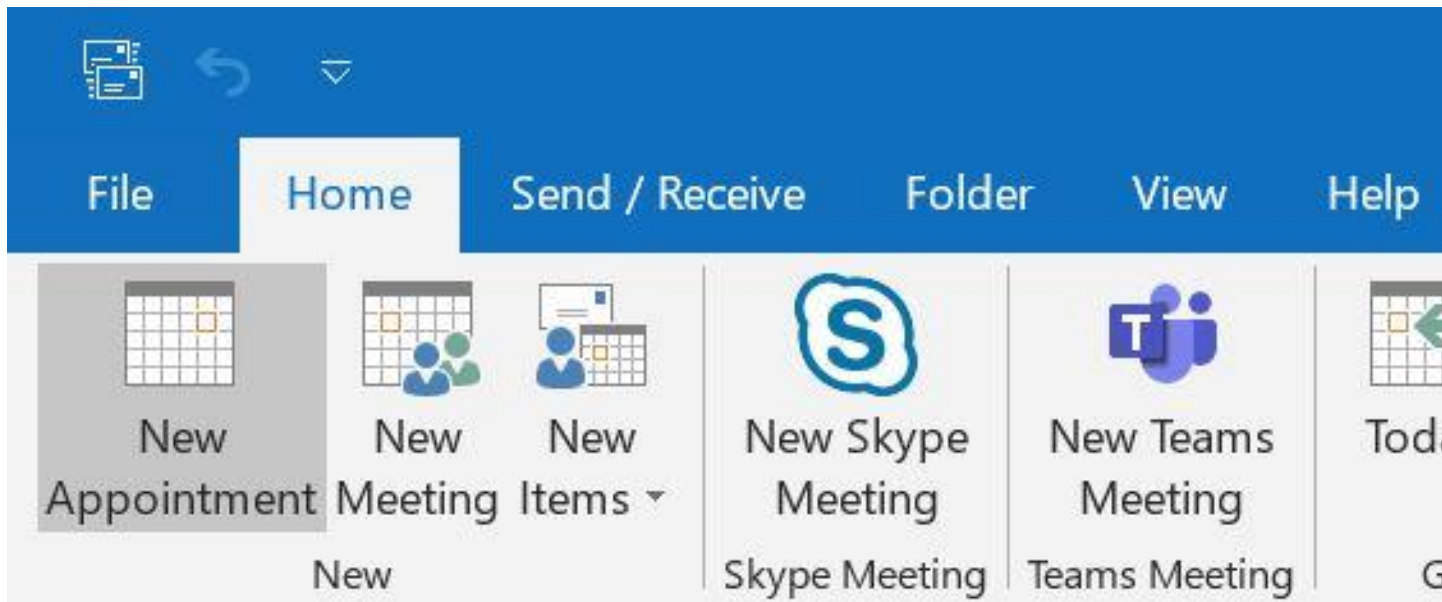 File Home Send / Receive Folder View Help
New New New New Skype New Teams
Appointment Meeting Items Meeting Meeting
New Skype Meeting Teams Meeting